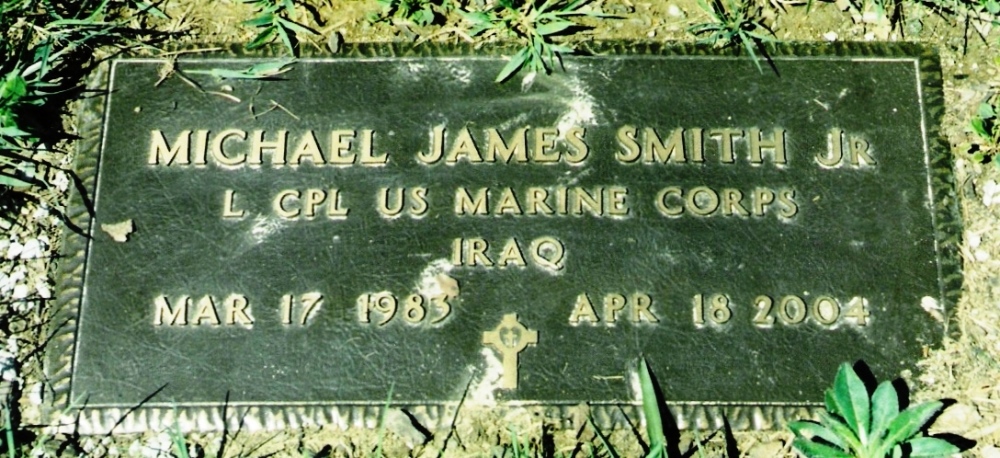 MICHAEL JAMES SMITH JR
L CPL US MARINE CORPS
IRAQ
MAR 17 1983 APR 18 2004